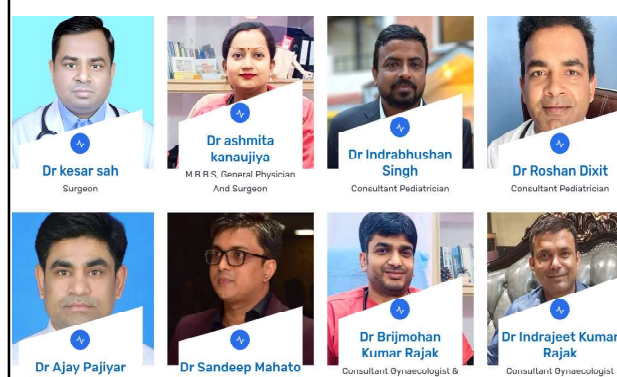 Dr kesar sah
Surgeon
Dr ashmita
kanaujiya
M.B.B.S, General Physician
And Surgeon
Dr Indrabhushan
Singh
Consultant Pediatrician
Dr Roshan Dixit
Consultant Pediatrician
Dr Ajay Pajiyar
Dr Sandeep Mahato
Dr Brijmohan
Kumar Rajak
Consultant Gynaecologist &
Dr Indrajeet Kumar
Rajak
Consultant Gynaecologist